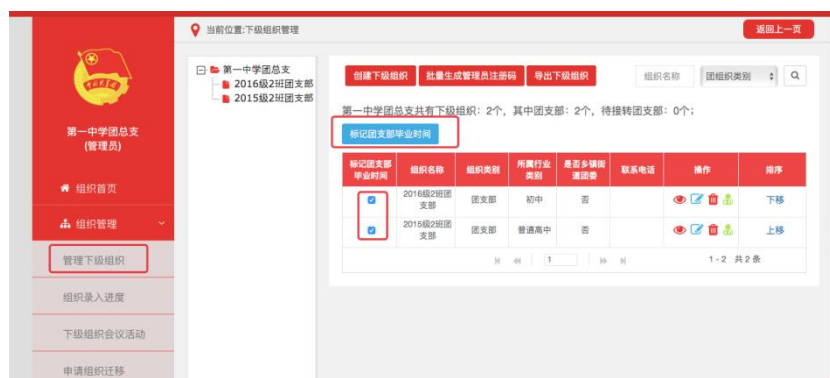 当前位置:下级组织管理
返回上一页
第一中学团总支
(管理员)
组织首页
组织管理
管理下级组织
组织录入进度
下级组织会议活动
申请组织迁移
第一中学团总支
2016级2班团支部
2015级2班团支部
创建下级组织 批量生成管理员注册码 导出下级组织 组织名称 团组织类别
第一中学团总支共有下级组织：2个，其中团支部：2个，待接转团支部：0个；
标记团支部毕业时间
标记团支部毕业时间 组织名称 组织类别 所属行业类别 是否乡镇街道团委 联系电话 操作 排序
2016级2班团支部 团支部 初中 否 下移
2015级2班团支部 团支部 普通高中 否 上移
1 1-2 共2条